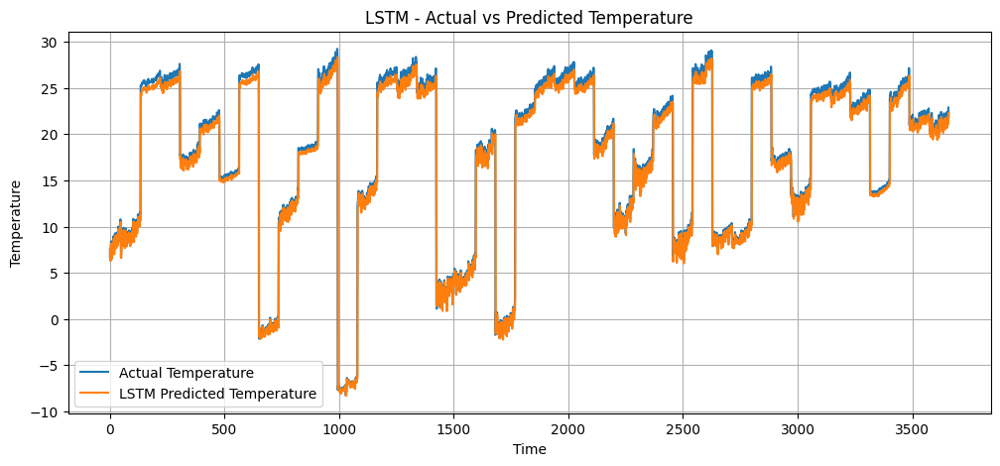 LSTM - Actual vs Predicted Temperature
Temperature
30
25
20
15
10
5
0
−5
−10
Actual Temperature
LSTM Predicted Temperature
0 500 1000 1500 2000 2500 3000 3500
Time